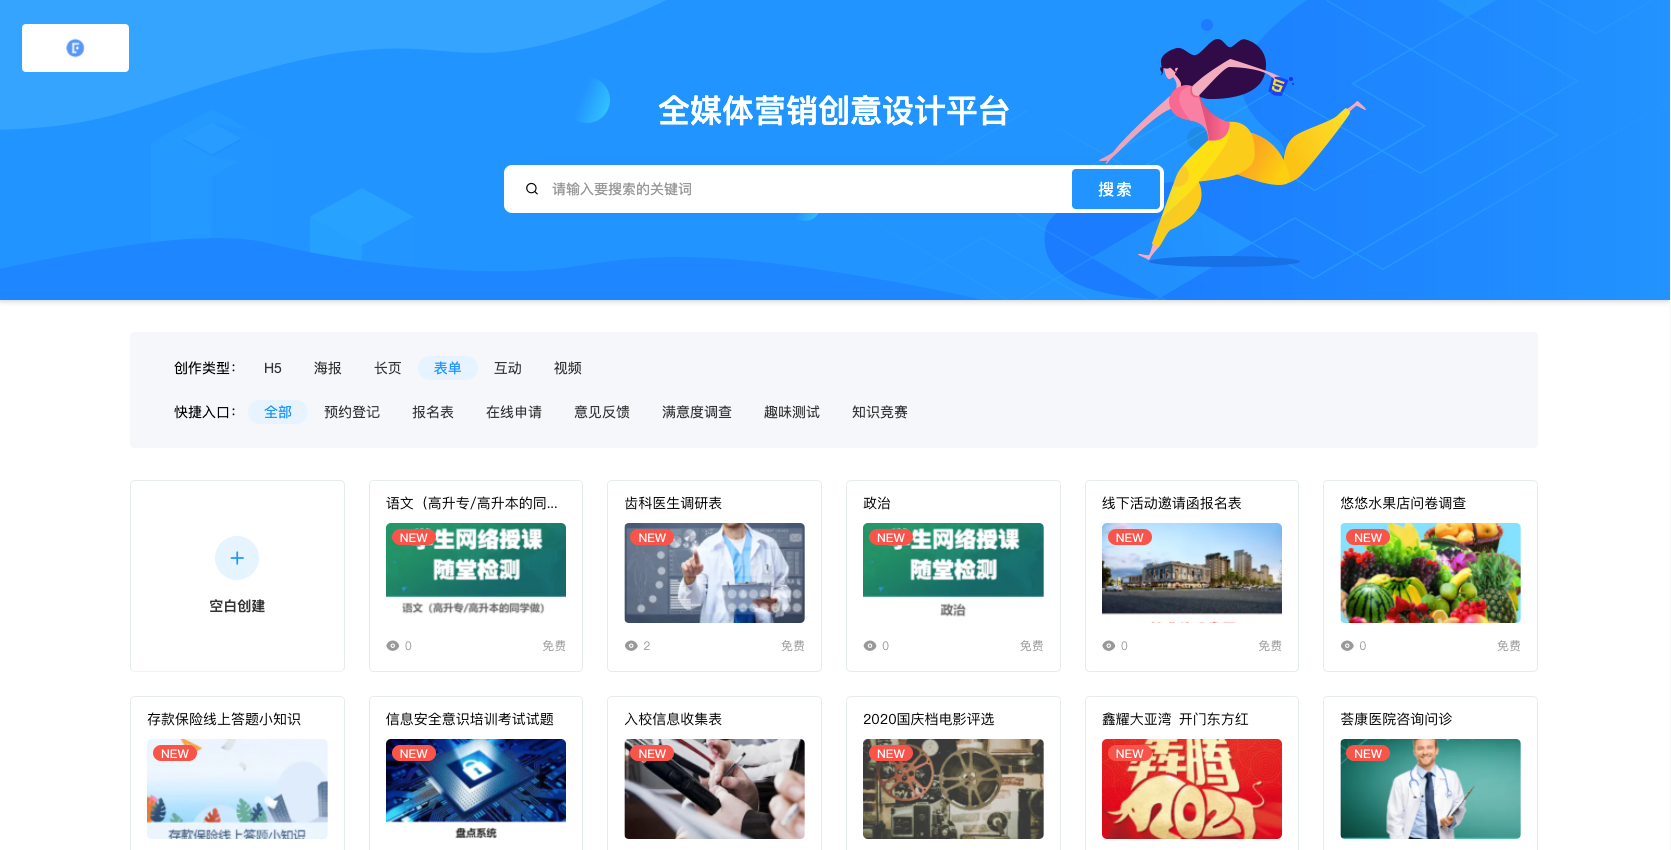 全媒体营销创意设计平台
请输入要搜索的关键词
搜索
创作类型: H5 海报 长页 表单 互动 视频
快捷入口: 全部 预约登记 报名表 在线申请 意见反馈 满意度调查 趣味测试 知识竞赛
空白创建
语文（高升专/高升本的同...
NEW
学生网络授课
随堂检测
语文（高升专/高升本的同学做）
0 免费
齿科医生调研表
NEW
2 免费
政治
NEW
学生网络授课
随堂检测
政治
0 免费
线下活动邀请函报名表
NEW
0 免费
悠悠水果店问卷调查
NEW
0 免费
存款保险线上答题小知识
NEW
存款保险线上答题小知识
信息安全意识培训考试试题
NEW
盘点系统
入校信息收集表
NEW
2020国庆档电影评选
NEW
鑫耀大亚湾 开门东方红
NEW
犇腾
2021
荟康医院咨询问诊
NEW